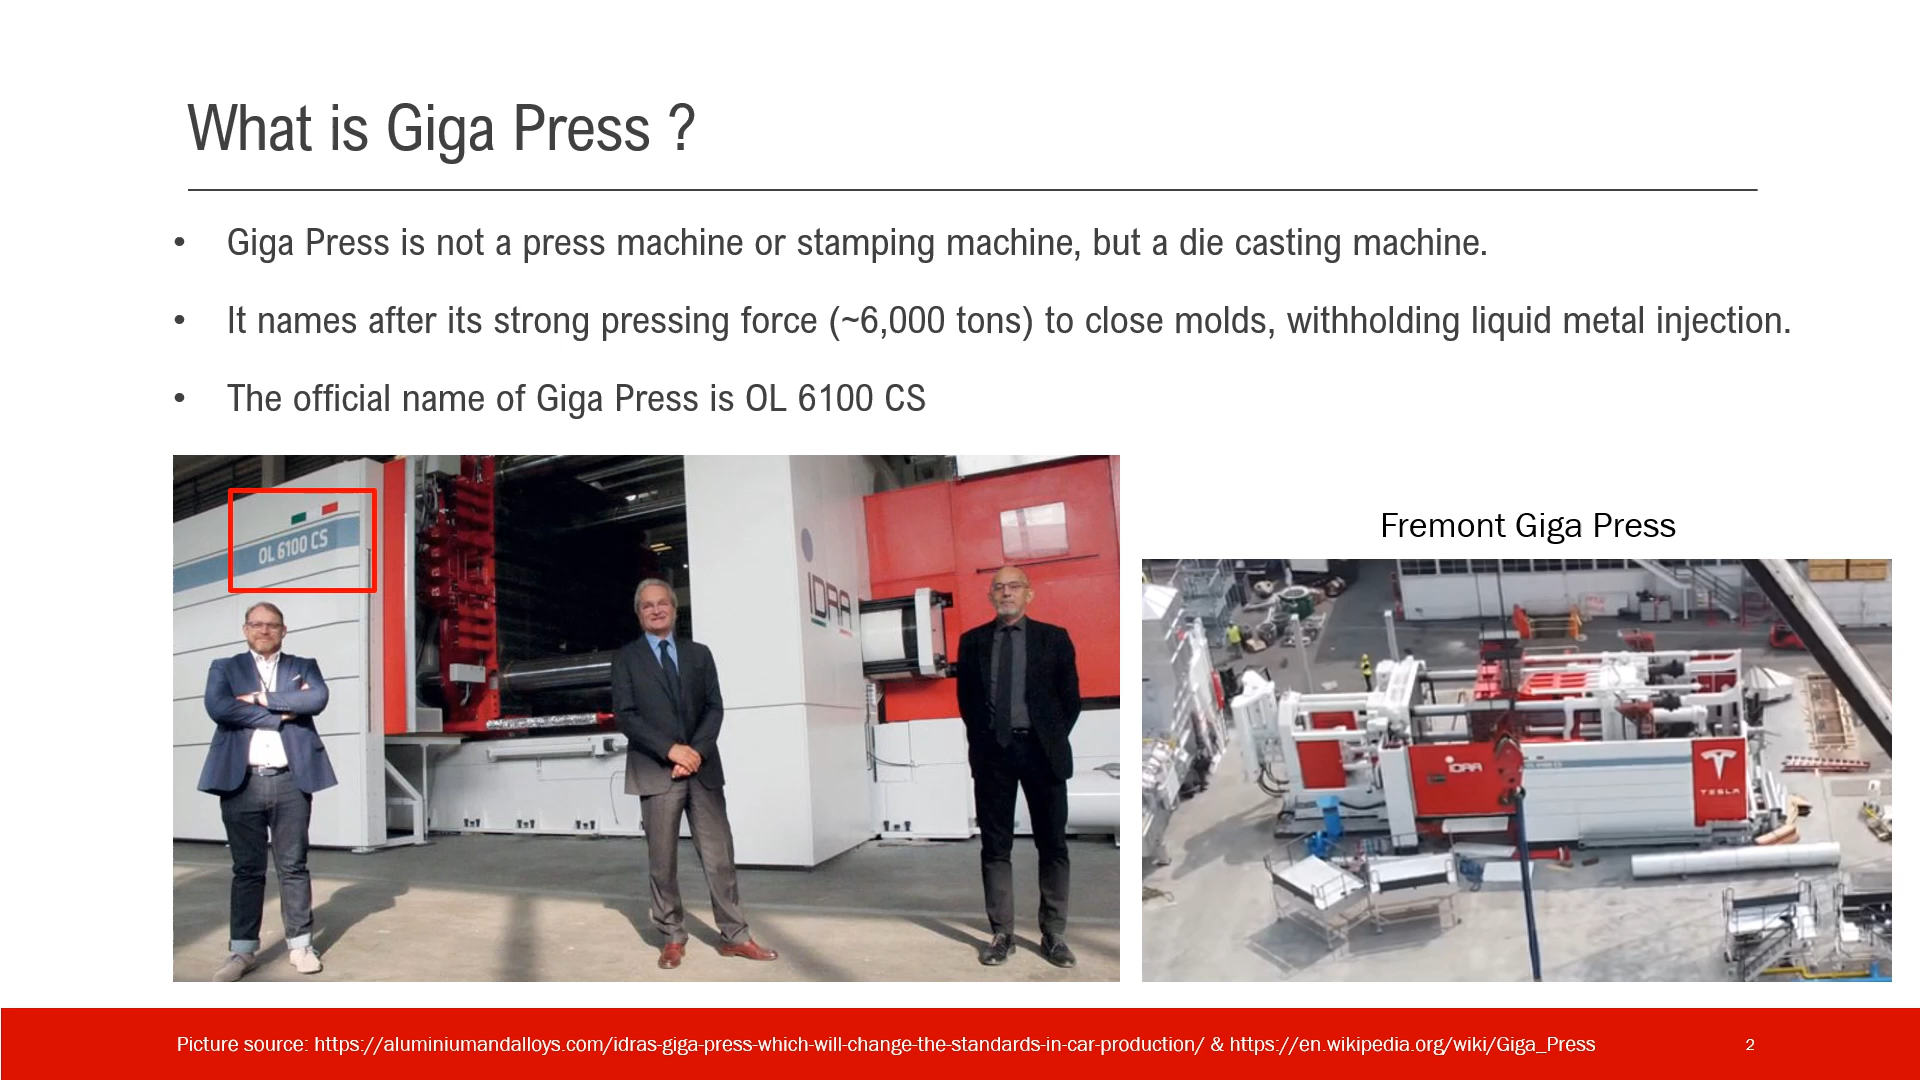 What is Giga Press ?
• Giga Press is not a press machine or stamping machine, but a die casting machine.
• It names after its strong pressing force (~6,000 tons) to close molds, withholding liquid metal injection.
• The official name of Giga Press is OL 6100 CS
OL 6100 CS
IDRA
Fremont Giga Press
IDRA
OL 6100 CS
TESLA
Picture source: https://aluminiumandalloys.com/idras-giga-press-which-will-change-the-standards-in-car-production/ & https://en.wikipedia.org/wiki/Giga_Press
2